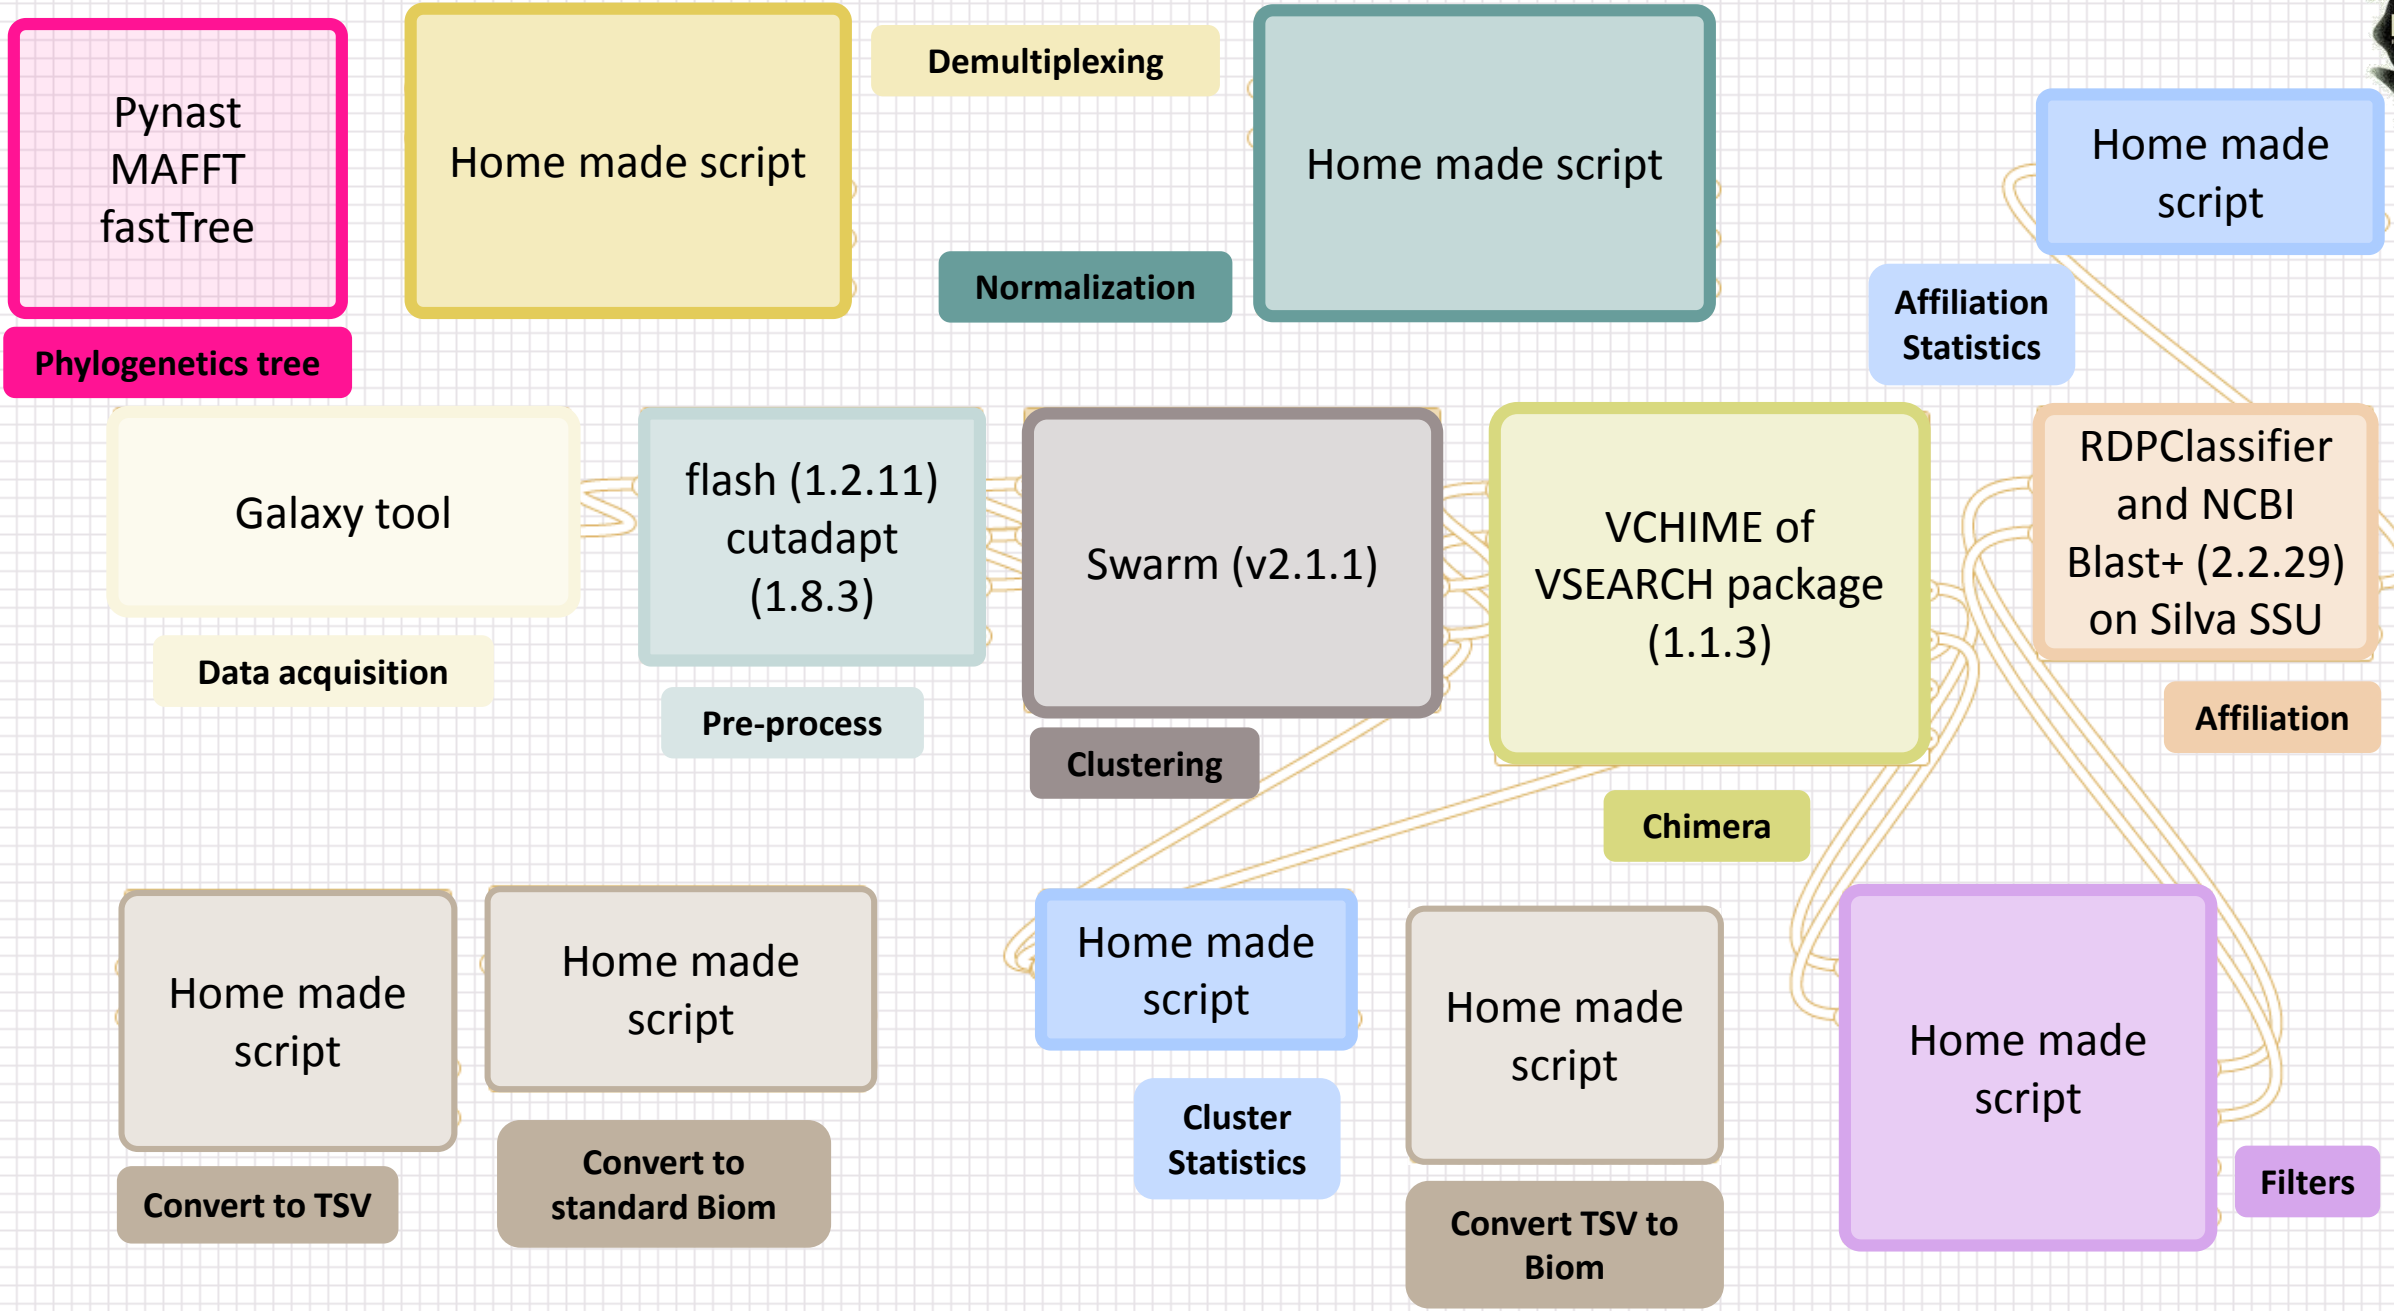 Pynast
MAFFT
fastTree
Phylogenetics tree
Home made script
Demultiplexing
Normalization
Home made script
Home made
script
Affiliation
Statistics
Galaxy tool
Data acquisition
flash (1.2.11)
cutadapt
(1.8.3)
Pre-process
Swarm (v2.1.1)
Clustering
VCHIME of
VSEARCH package
(1.1.3)
Chimera
RDPClassifier
and NCBI
Blast+ (2.2.29)
on Silva SSU
Affiliation
Home made
script
Convert to TSV
Home made
script
Convert to
standard Biom
Home made
script
Cluster
Statistics
Home made
script
Convert TSV to
Biom
Home made
script
Filters